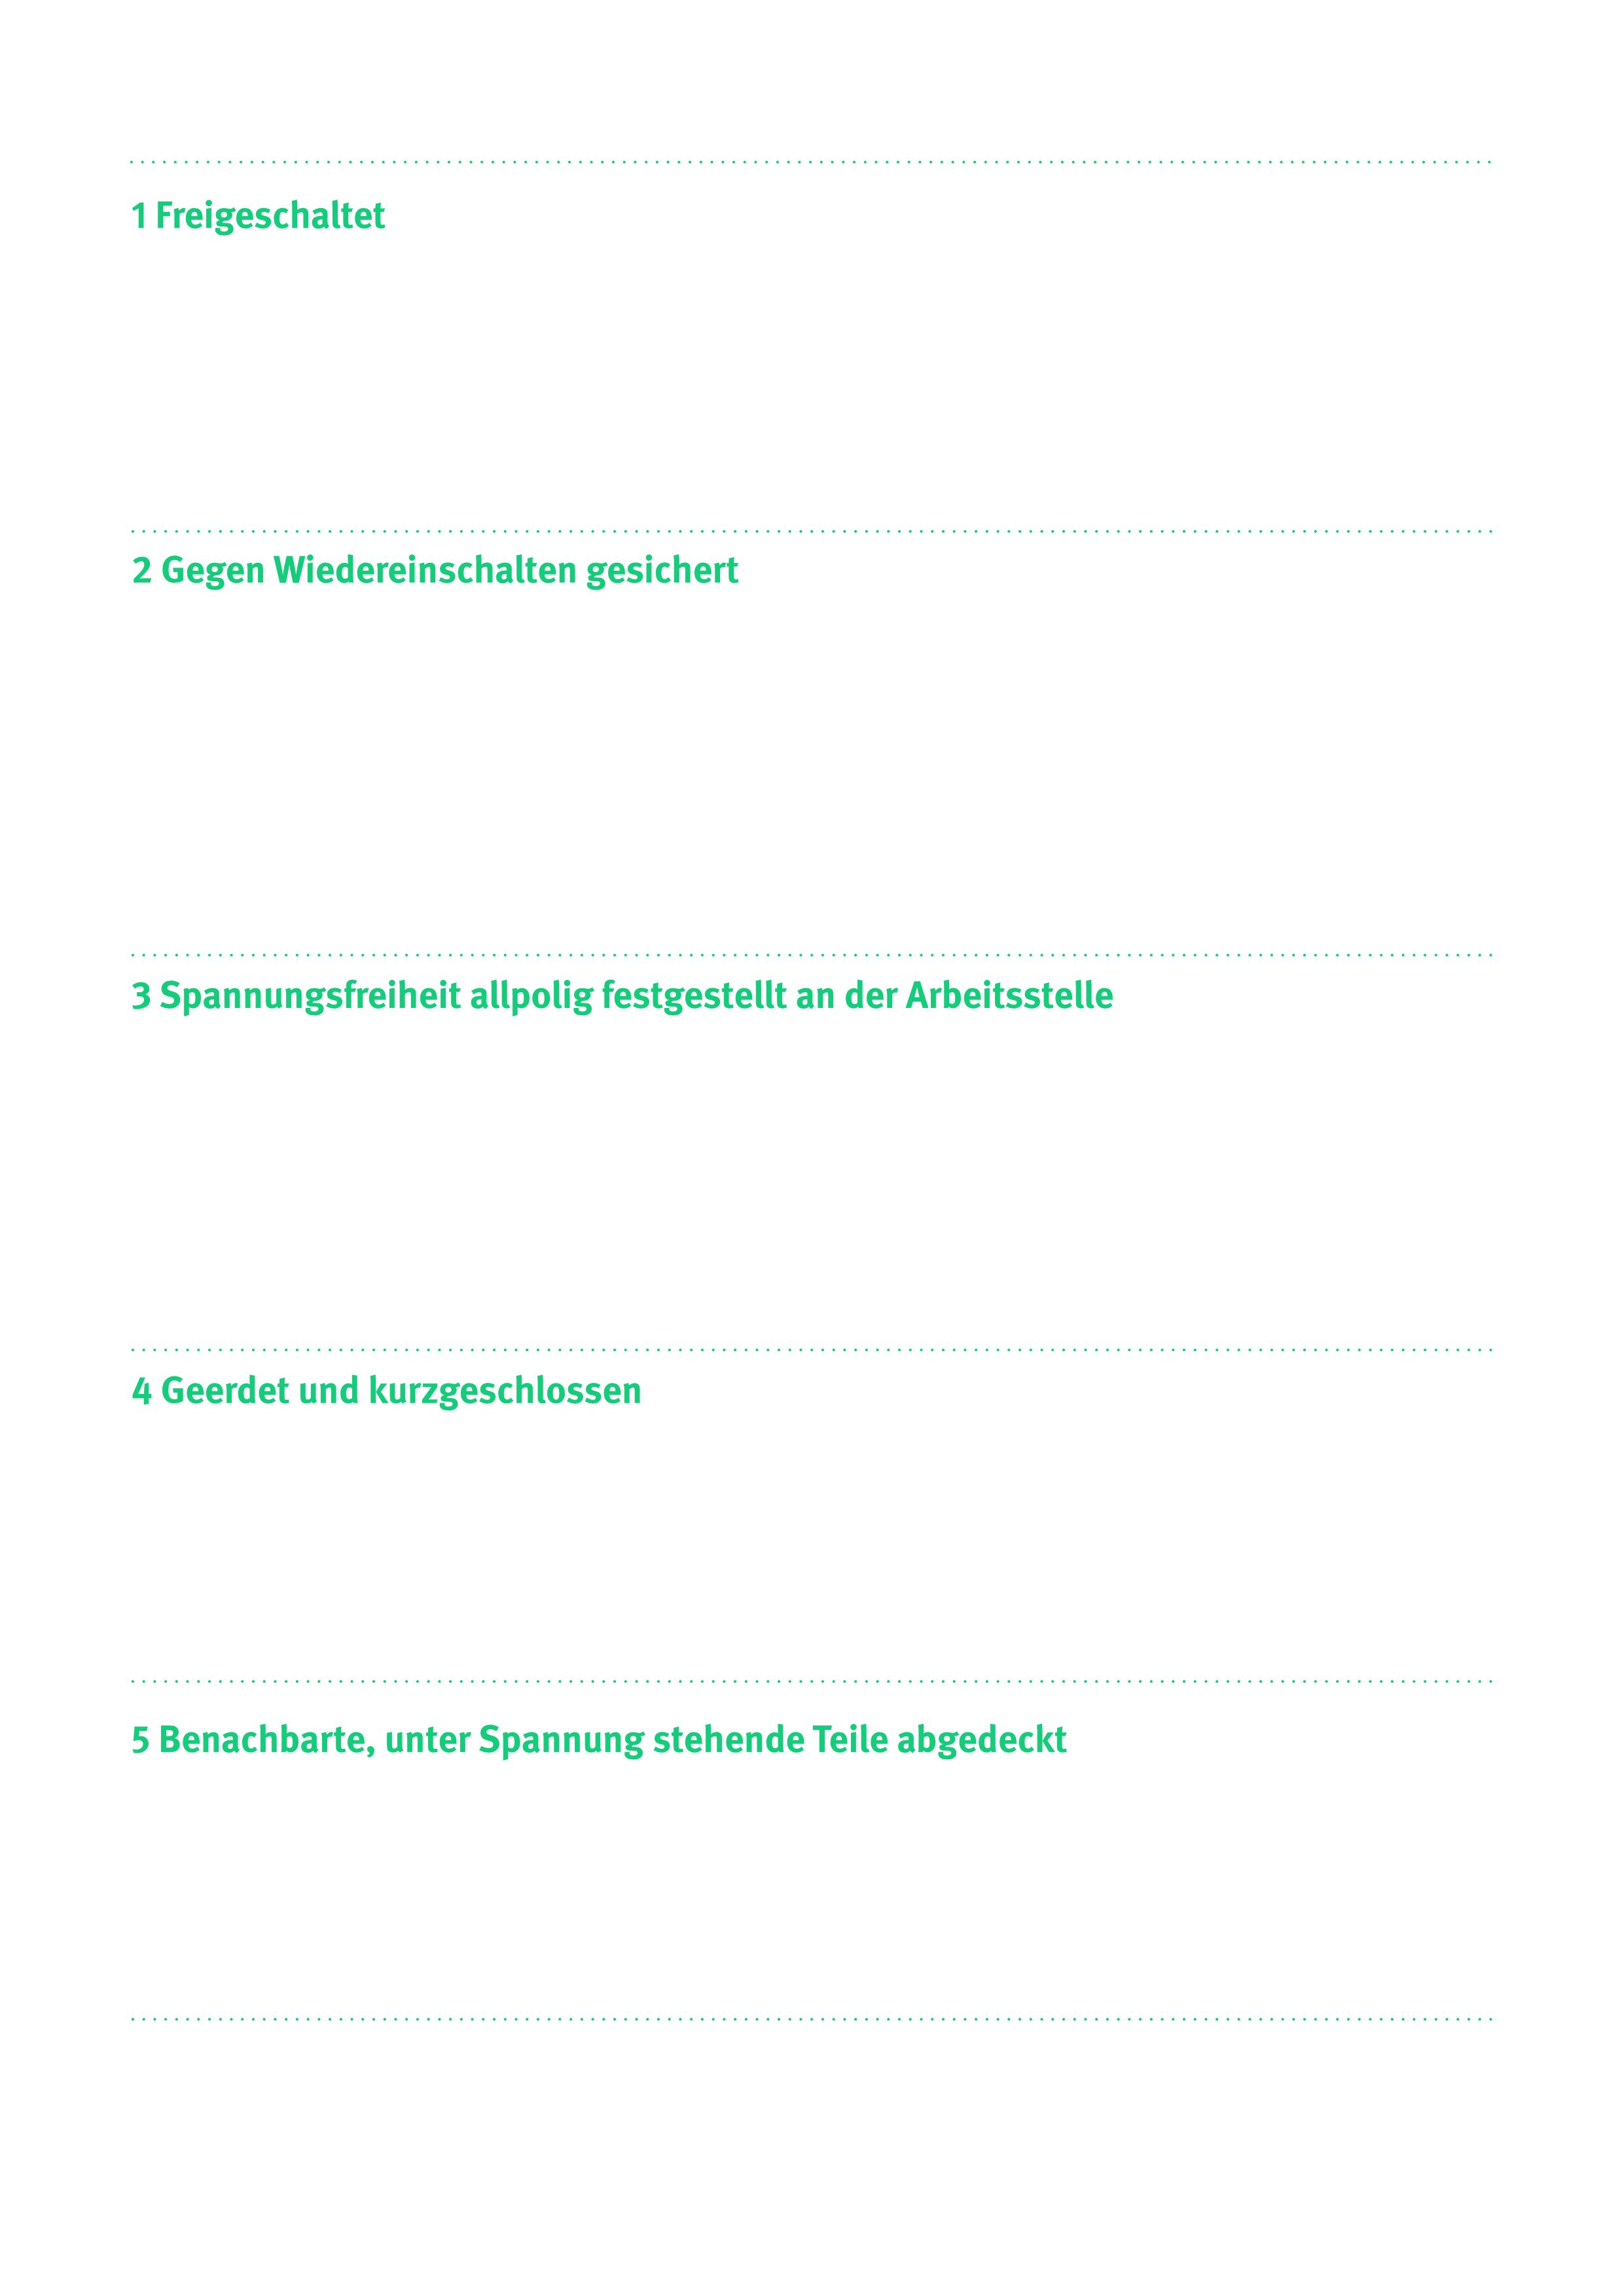 1 Freigeschaltet
2 Gegen Wiedereinschalten gesichert
3 Spannungsfreiheit allpolig festgestellt an der Arbeitsstelle
4 Geerdet und kurzgeschlossen
5 Benachbarte, unter Spannung stehende Teile abgedeckt